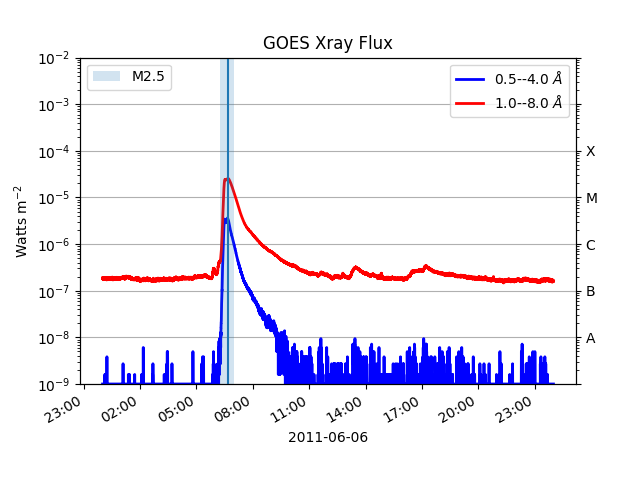 GOES Xray Flux
M2.5
0.5--4.0 Å
1.0--8.0 Å
Watts m⁻²
10⁻²
10⁻³
10⁻⁴
10⁻⁵
10⁻⁶
10⁻⁷
10⁻⁸
10⁻⁹
X
M
C
B
A
23:00
02:00
05:00
08:00
11:00
14:00
17:00
20:00
23:00
2011-06-06